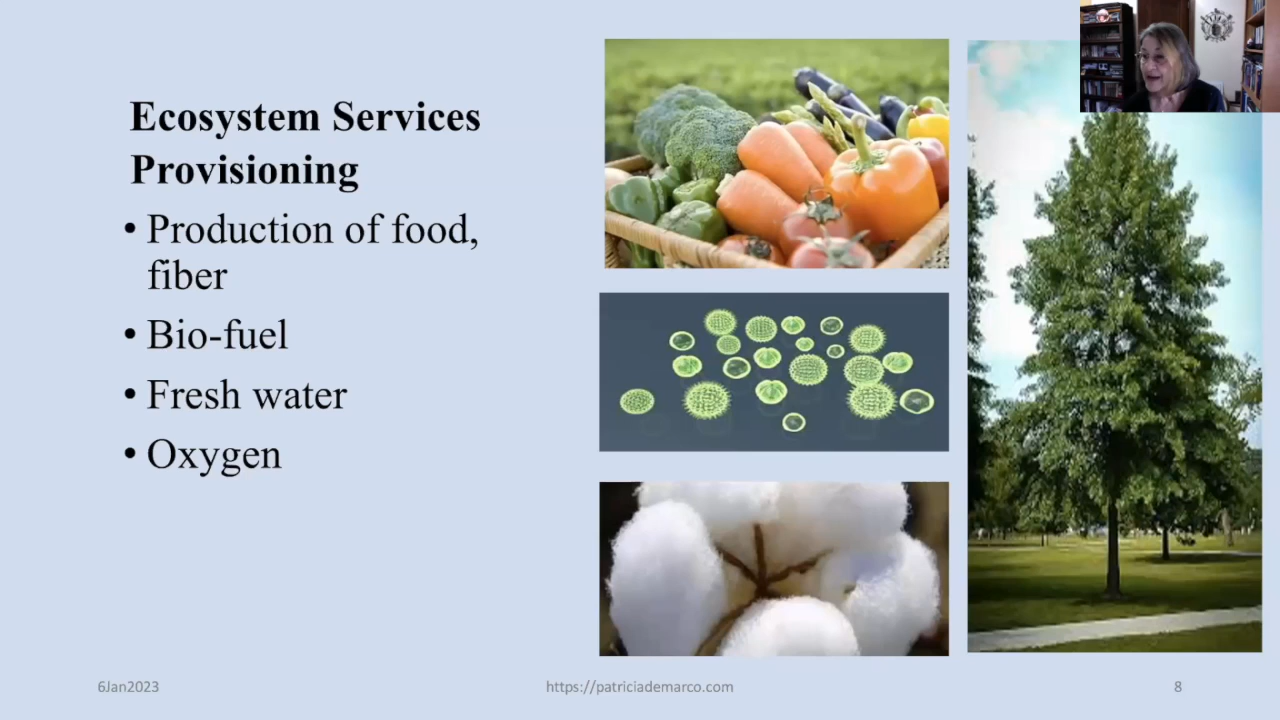 Ecosystem Services
Provisioning
• Production of food,
fiber
• Bio-fuel
• Fresh water
• Oxygen
6Jan2023
https://patriciademarco.com
8